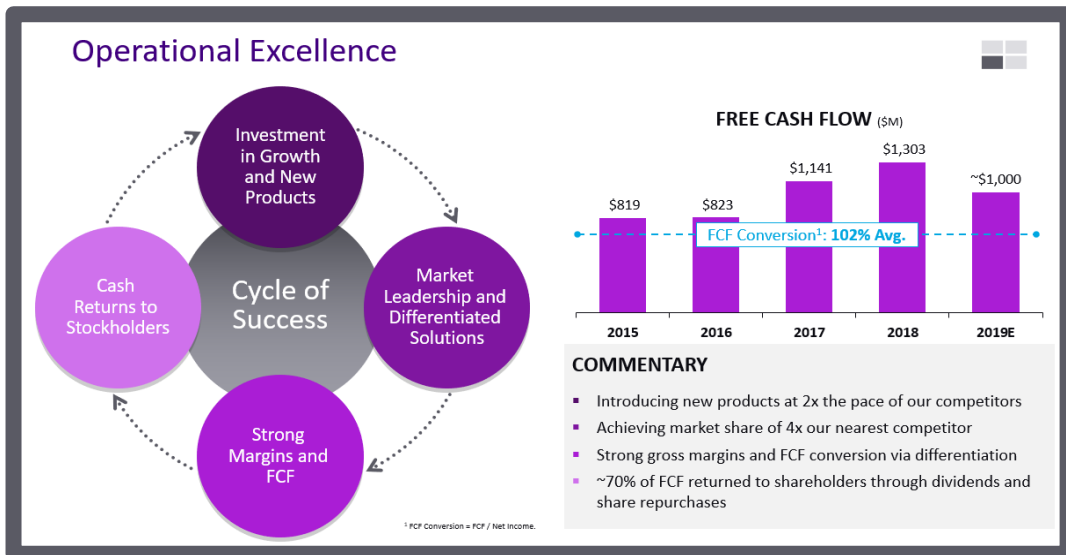 Operational Excellence
Investment
in Growth
and New
Products
Market
Leadership and
Differentiated
Solutions
Strong
Margins and
FCF
Cash
Returns to
Stockholders
Cycle of
Success
¹ FCF Conversion = FCF / Net Income.
FREE CASH FLOW ($M)
$819
$823
$1,141
$1,303
~$1,000
FCF Conversion¹: 102% Avg.
2015
2016
2017
2018
2019E
COMMENTARY
▪ Introducing new products at 2x the pace of our competitors
▪ Achieving market share of 4x our nearest competitor
▪ Strong gross margins and FCF conversion via differentiation
▪ ~70% of FCF returned to shareholders through dividends and
share repurchases